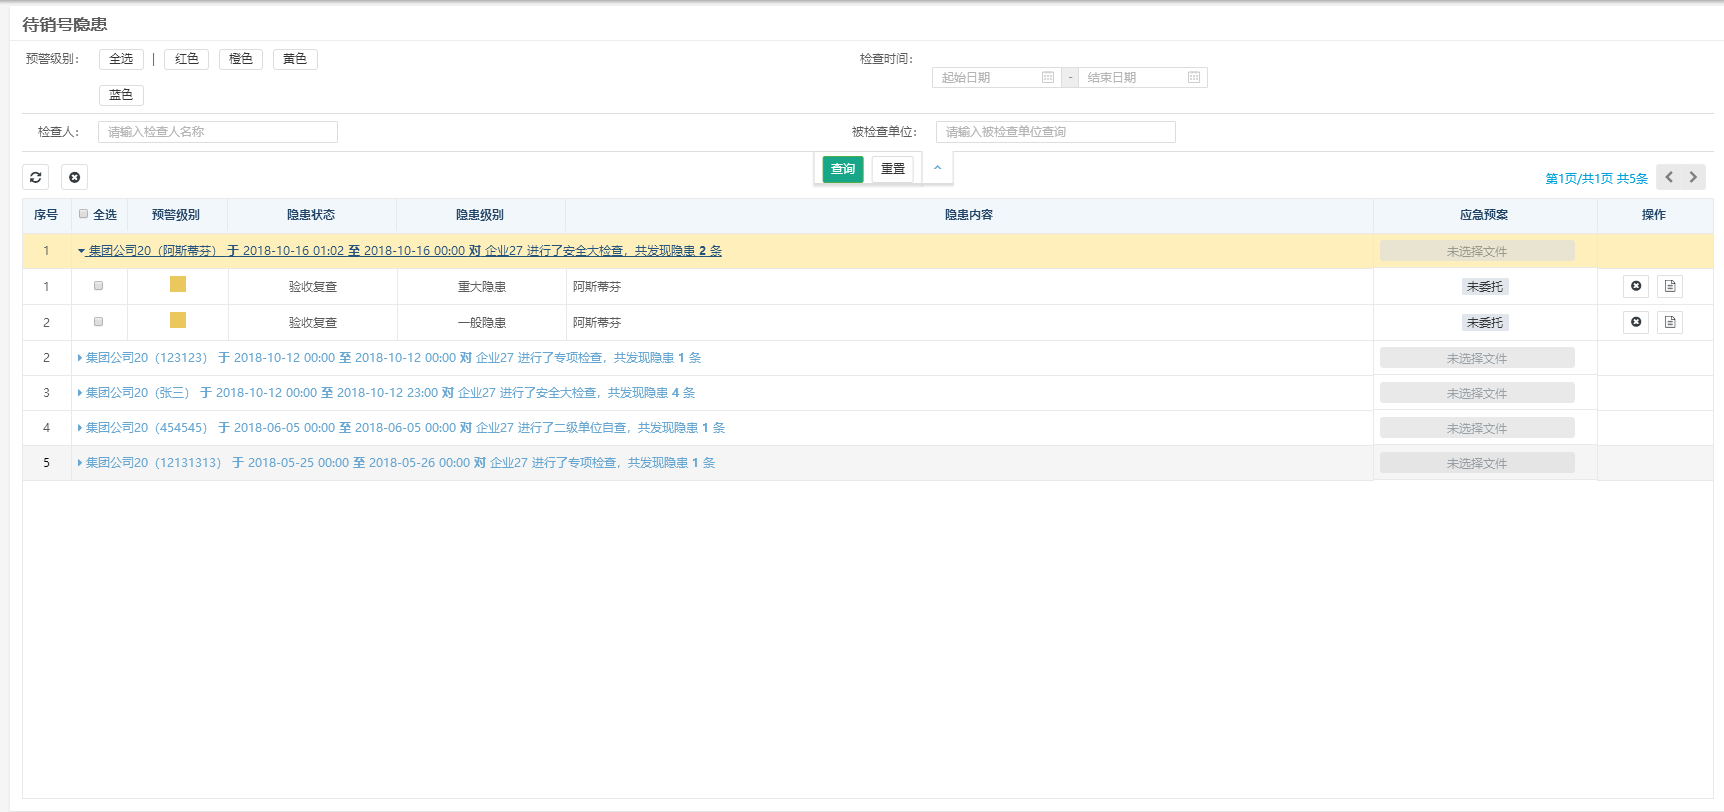 待销号隐患
预警级别： 全选 | 红色 橙色 黄色 检查时间：
起始日期 - 结束日期
蓝色
检查人： 请输入检查人名称 被检查单位： 请输入被检查单位查询
查询 重置
第1页/共1页 共5条
序号 全选 预警级别 隐患状态 隐患级别 隐患内容 应急预案 操作
1 集团公司20（阿斯蒂芬） 于 2018-10-16 01:02 至 2018-10-16 00:00 对 企业27 进行了安全大检查，共发现隐患 2 条 未选择文件
1 验收复查 重大隐患 阿斯蒂芬 未委托
2 验收复查 一般隐患 阿斯蒂芬 未委托
2 集团公司20（123123） 于 2018-10-12 00:00 至 2018-10-12 00:00 对 企业27 进行了专项检查，共发现隐患 1 条 未选择文件
3 集团公司20（张三） 于 2018-10-12 00:00 至 2018-10-12 23:00 对 企业27 进行了安全大检查，共发现隐患 4 条 未选择文件
4 集团公司20（454545） 于 2018-06-05 00:00 至 2018-06-05 00:00 对 企业27 进行了二级单位自查，共发现隐患 1 条 未选择文件
5 集团公司20（12131313） 于 2018-05-25 00:00 至 2018-05-26 00:00 对 企业27 进行了专项检查，共发现隐患 1 条 未选择文件